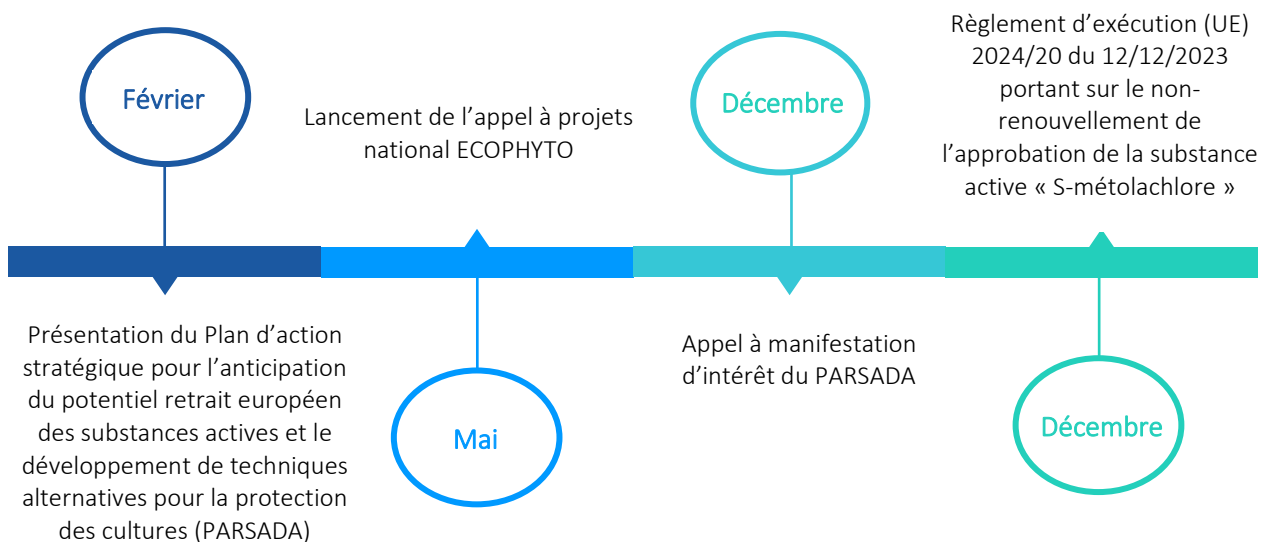 Février
Présentation du Plan d’action
stratégique pour l’anticipation
du potentiel retrait européen
des substances actives et le
développement de techniques
alternatives pour la protection
des cultures (PARSADA)
Lancement de l’appel à projets
national ECOPHYTO
Mai
Décembre
Appel à manifestation
d’intérêt du PARSADA
Règlement d’exécution (UE)
2024/20 du 12/12/2023
portant sur le non-
renouvellement de
l’approbation de la substance
active « S-métolachlore »
Décembre